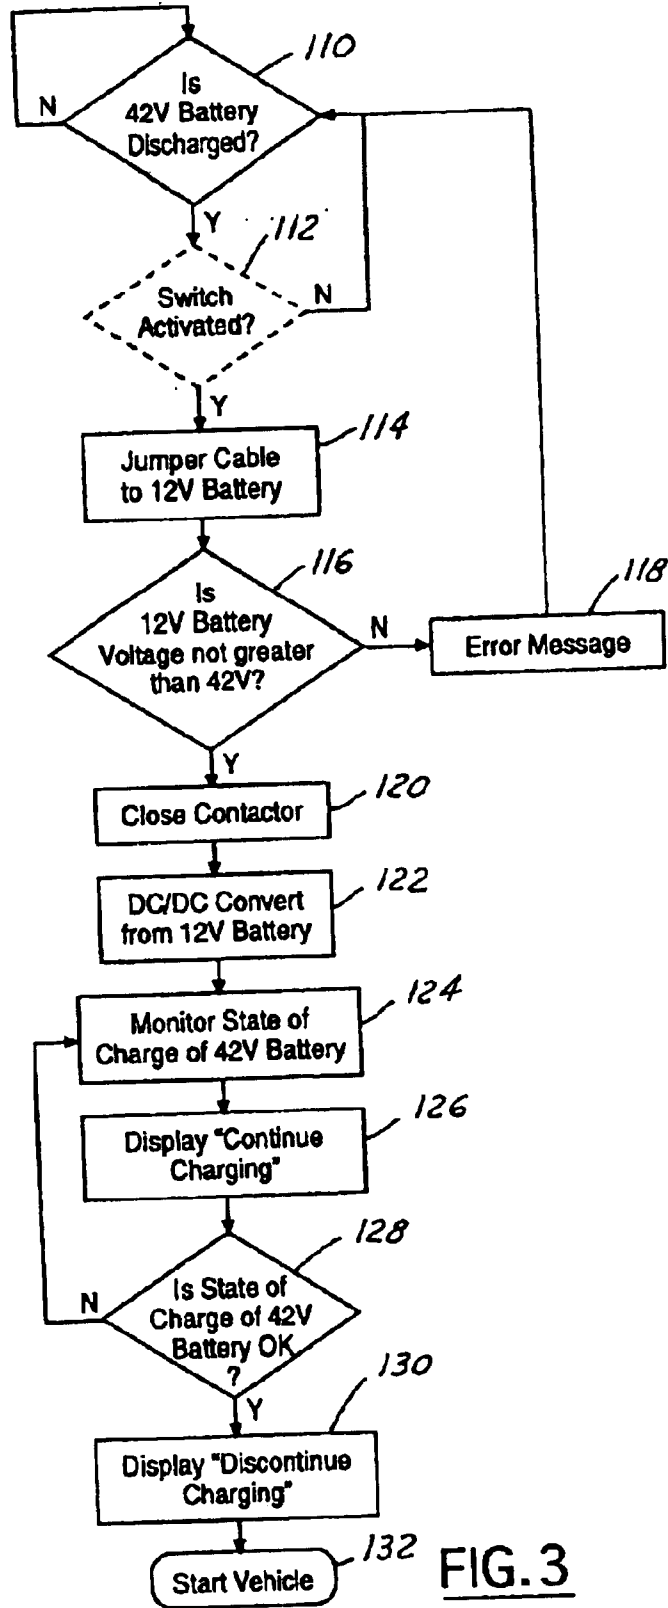 110
Is
42V Battery
Discharged?
N
Y
112
Switch
Activated?
N
Y
114
Jumper Cable
to 12V Battery
116
Is
12V Battery
Voltage not greater
than 42V?
N
118
Error Message
Y
120
Close Contactor
122
DC/DC Convert
from 12V Battery
124
Monitor State of
Charge of 42V Battery
126
Display "Continue
Charging"
128
Is State of
Charge of 42V
Battery OK
?
N
Y
130
Display "Discontinue
Charging"
132
Start Vehicle
FIG. 3